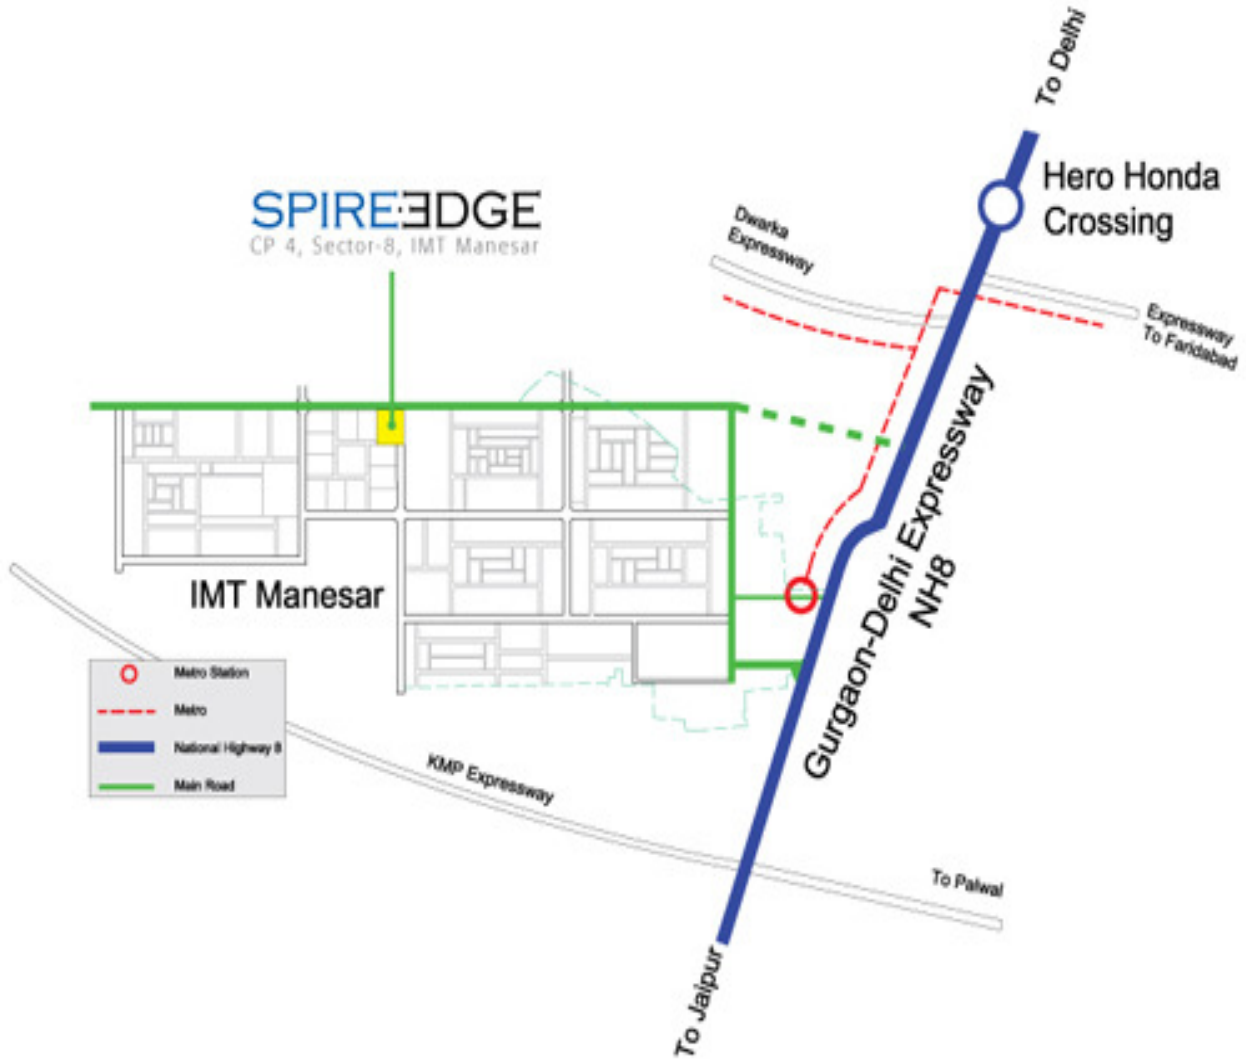 To Delhi
Hero Honda
Crossing
SPIRE·EDGE
CP 4, Sector-8, IMT Manesar
Dwarka
Expressway
Expressway
To Faridabad
Gurgaon-Delhi Expressway
NH8
IMT Manesar
Metro Station
Metro
National Highway 8
Main Road
KMP Expressway
To Palwal
To Jaipur